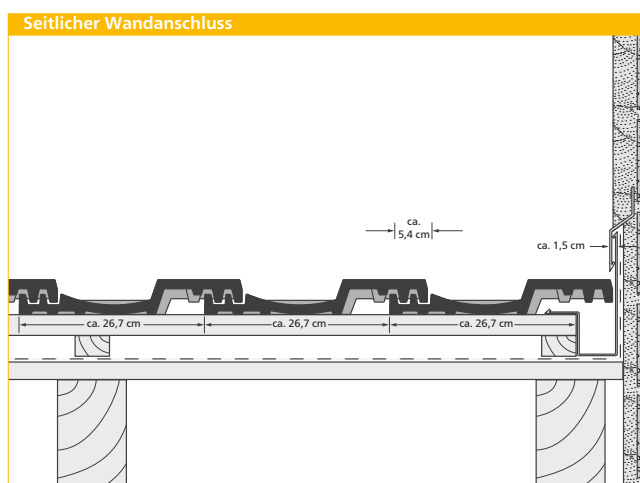 Seitlicher Wandanschluss
ca.
5,4 cm
ca. 1,5 cm
ca. 26,7 cm
ca. 26,7 cm
ca. 26,7 cm